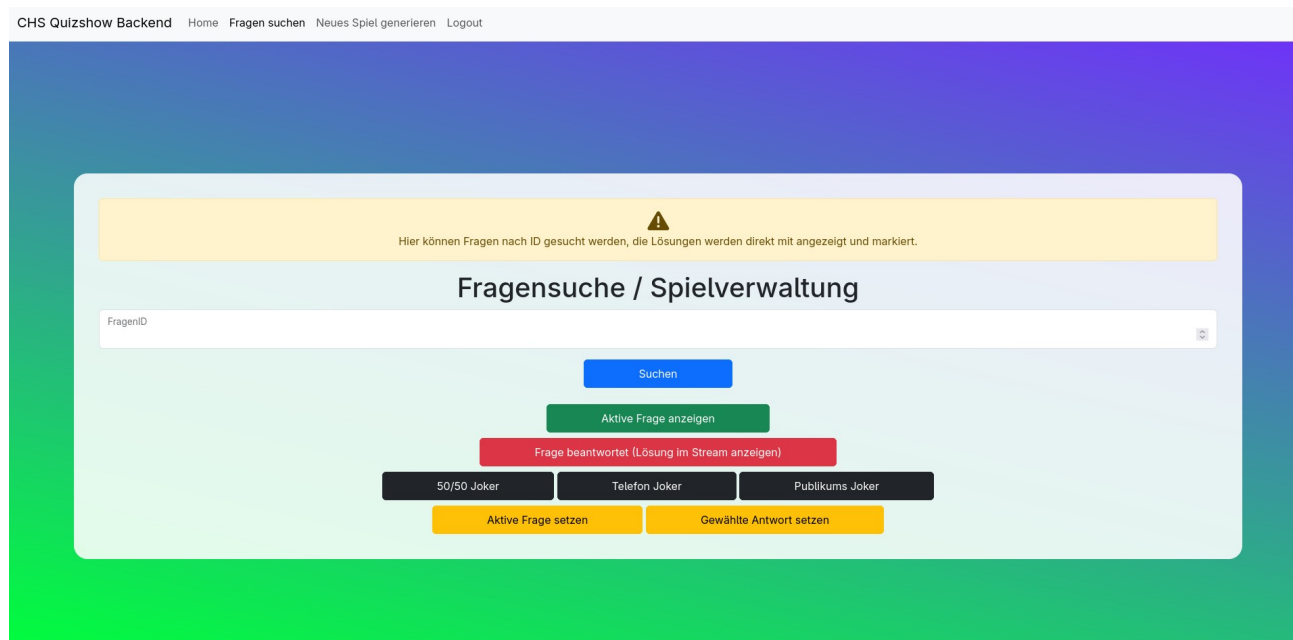 CHS Quizshow Backend Home Fragen suchen Neues Spiel generieren Logout
Hier können Fragen nach ID gesucht werden, die Lösungen werden direkt mit angezeigt und markiert.
Fragensuche / Spielverwaltung
FragenID
Suchen
Aktive Frage anzeigen
Frage beantwortet (Lösung im Stream anzeigen)
50/50 Joker Telefon Joker Publikums Joker
Aktive Frage setzen Gewählte Antwort setzen